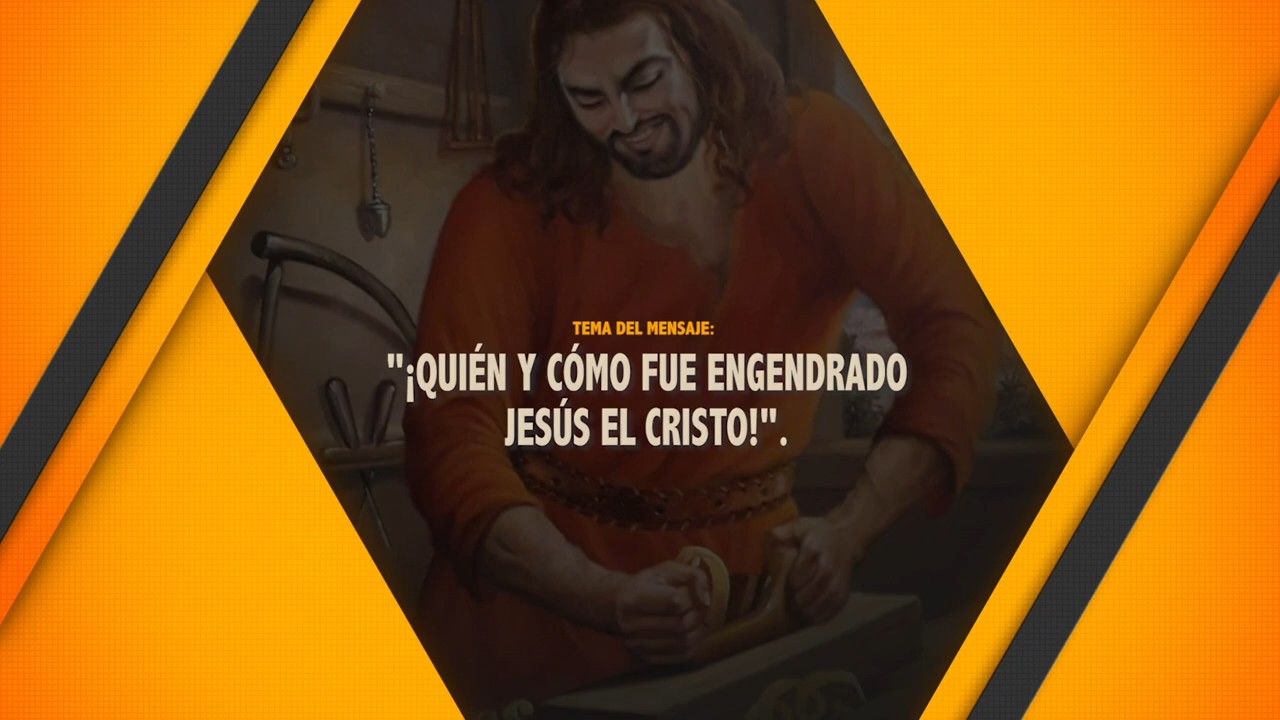 TEMA DEL MENSAJE:
"¡QUIÉN Y CÓMO FUE ENGENDRADO
JESÚS EL CRISTO!".